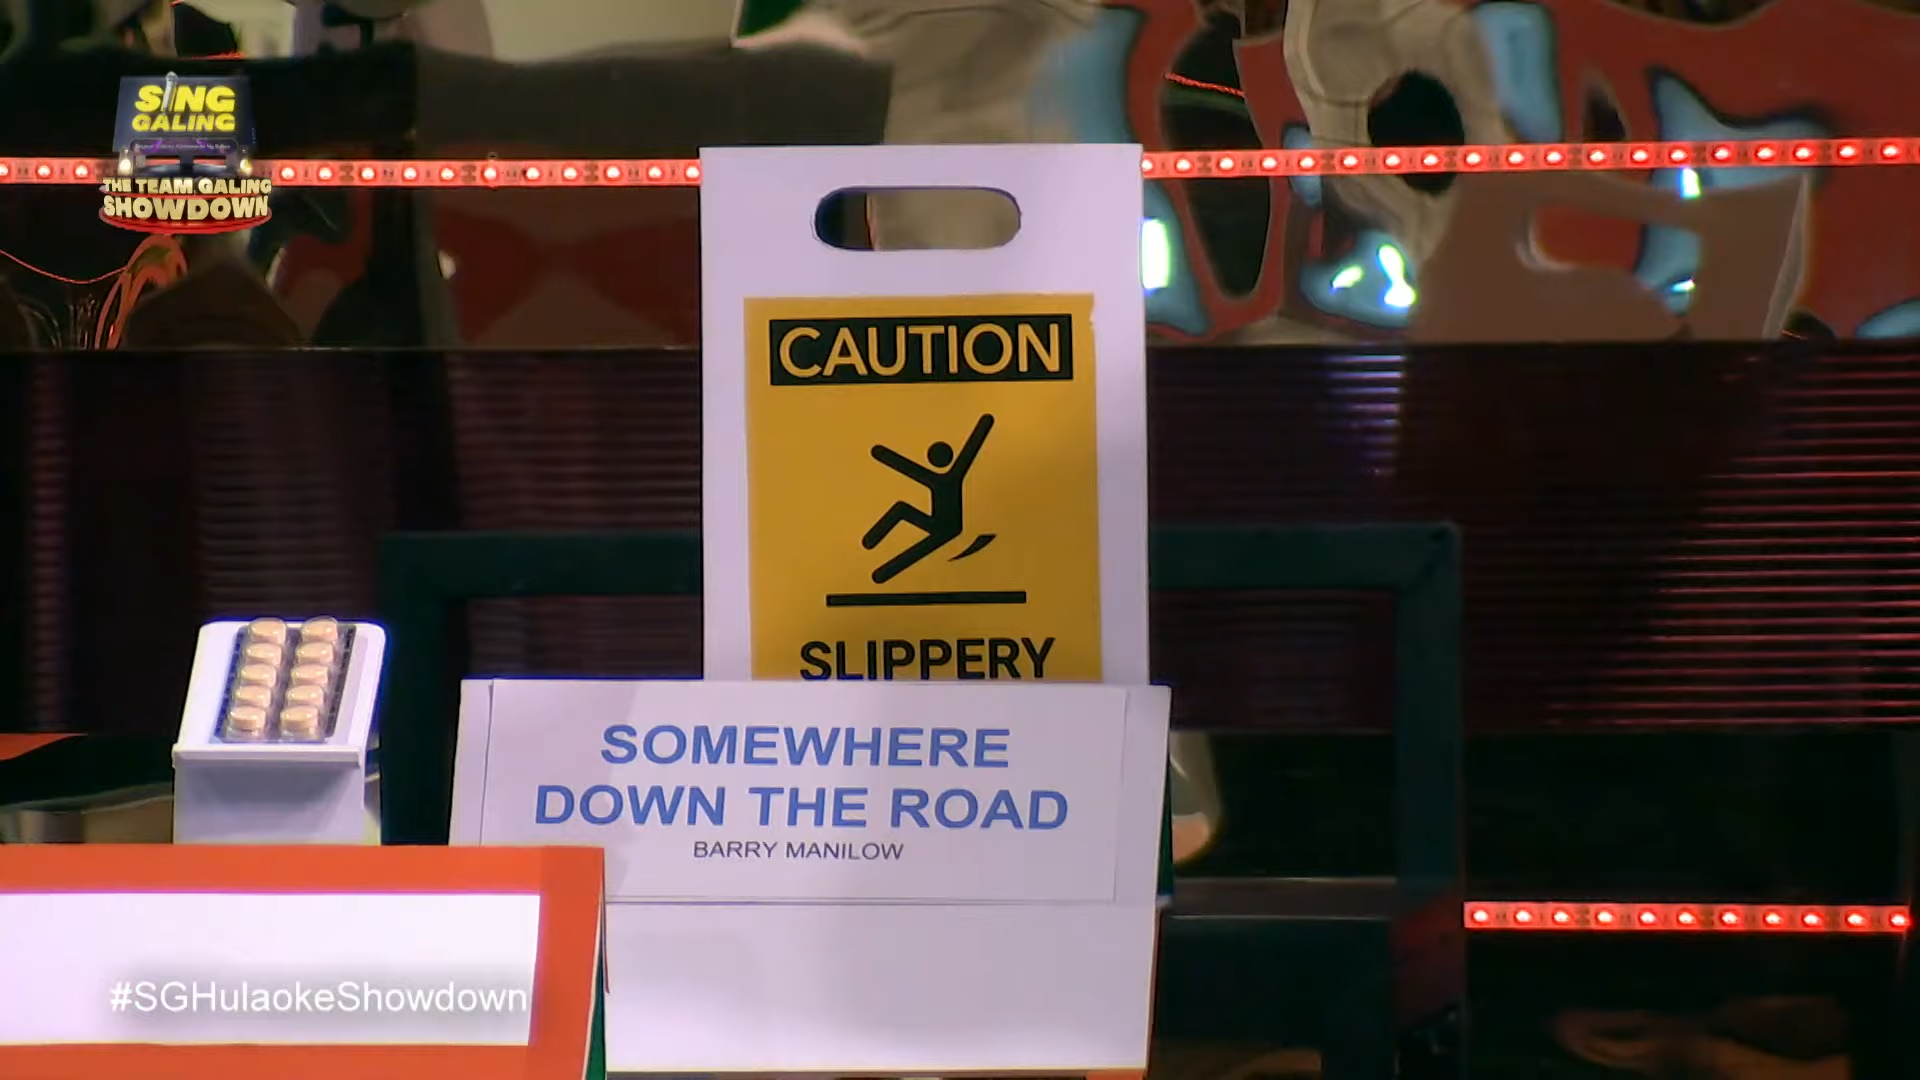 SING
GALING
THE TEAM GALING
SHOWDOWN
CAUTION
SLIPPERY
SOMEWHERE
DOWN THE ROAD
BARRY MANILOW
#SGHulaokeShowdown